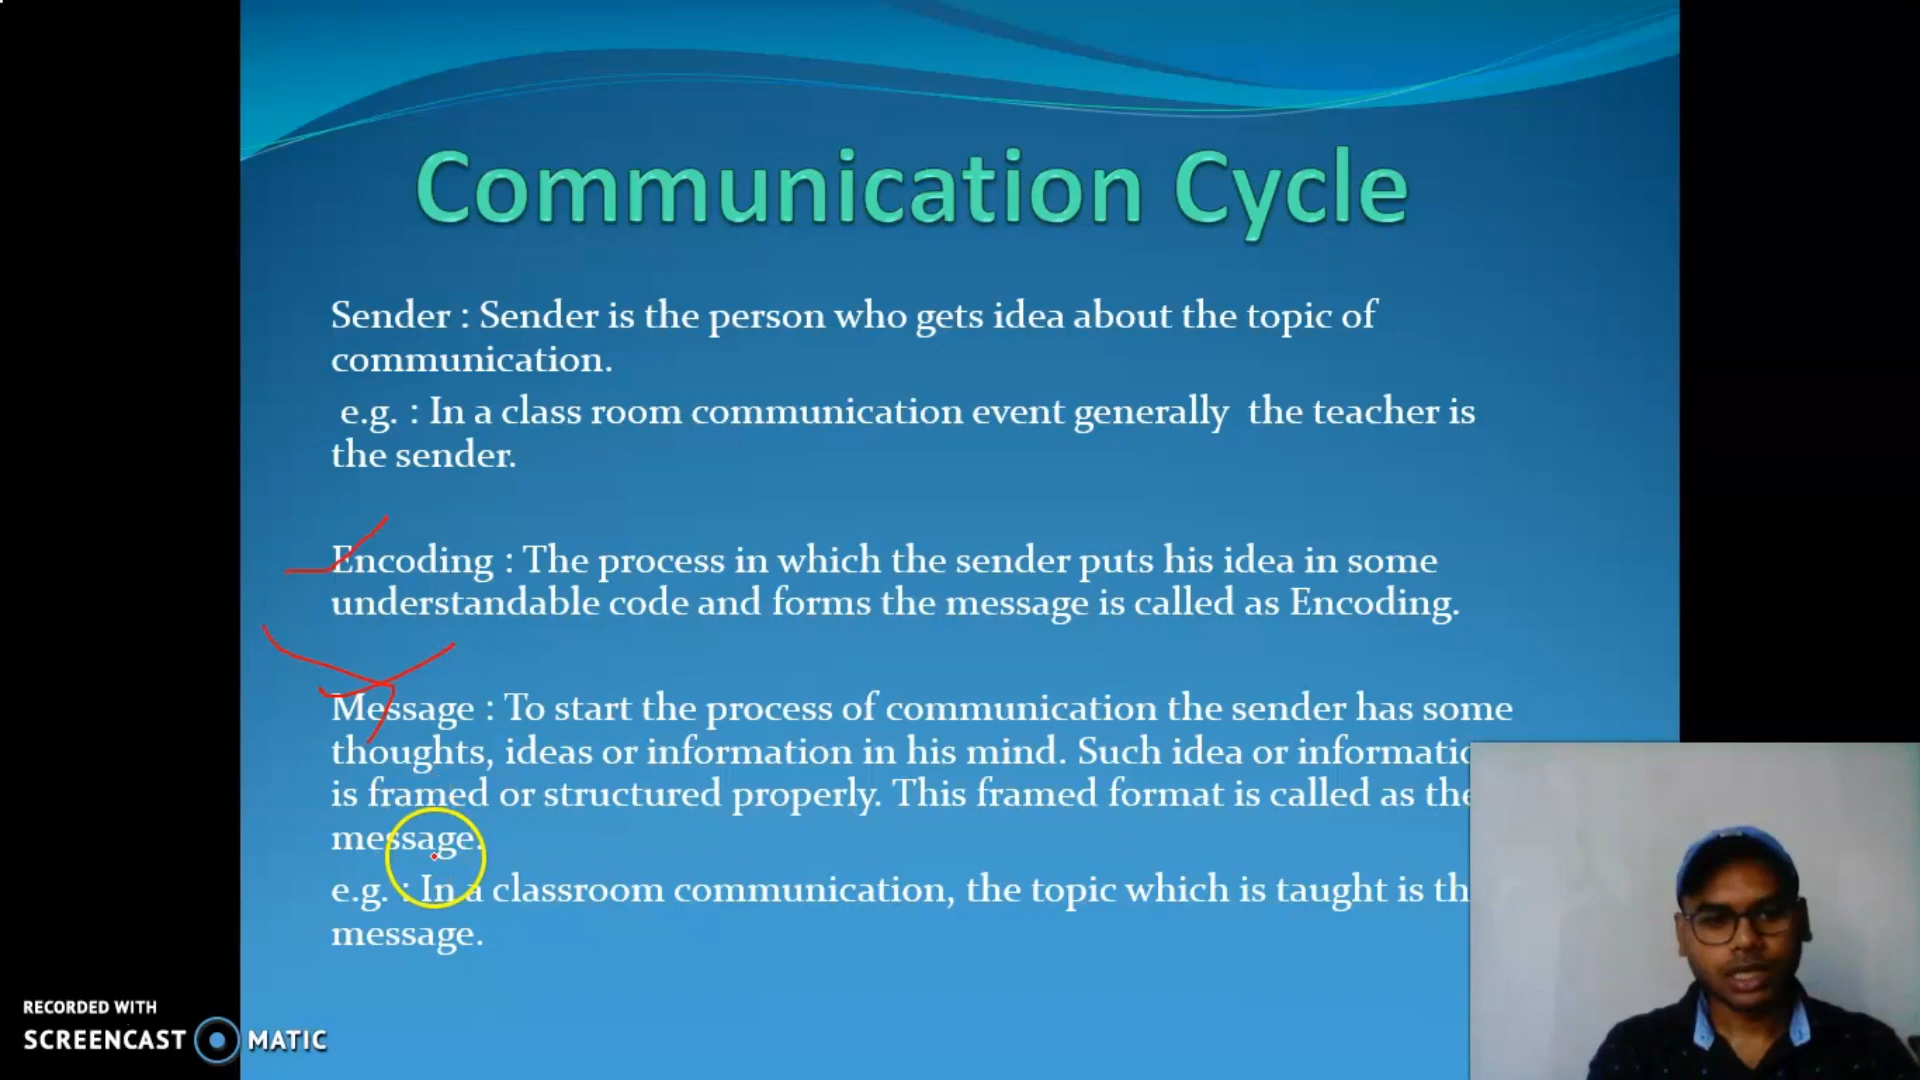 Communication Cycle
Sender : Sender is the person who gets idea about the topic of
communication.
e.g. : In a class room communication event generally the teacher is
the sender.
Encoding : The process in which the sender puts his idea in some
understandable code and forms the message is called as Encoding.
Message : To start the process of communication the sender has some
thoughts, ideas or information in his mind. Such idea or informatio
is framed or structured properly. This framed format is called as the
message.
e.g. : In a classroom communication, the topic which is taught is th
message.
RECORDED WITH
SCREENCAST MATIC